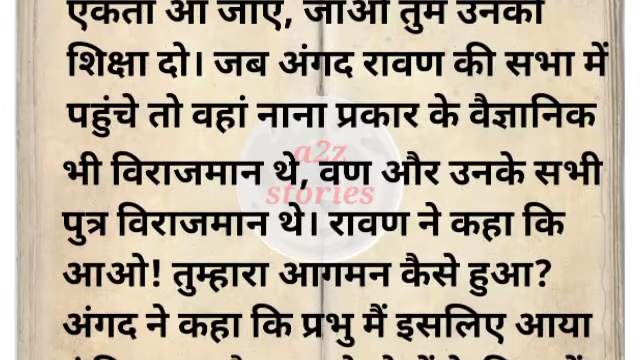 एकता आ जाए, जाओ तुम उनको
शिक्षा दो। जब अंगद रावण की सभा में
पहुंचे तो वहां नाना प्रकार के वैज्ञानिक
भी विराजमान थे, वण और उनके सभी
पुत्र विराजमान थे। रावण ने कहा कि
आओ! तुम्हारा आगमन कैसे हुआ?
अंगद ने कहा कि प्रभु मैं इसलिए आया
a2z
stories